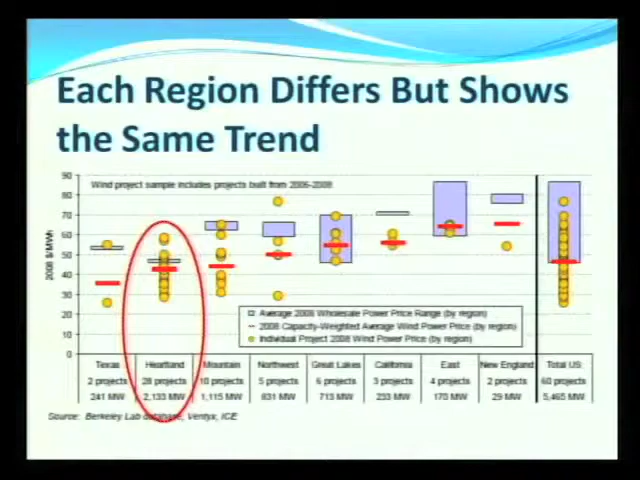 Each Region Differs But Shows
the Same Trend
90
80
70
60
50
40
30
20
10
0
2008 $/MWh
Wind project sample includes projects built from 2006-2008
Average 2008 Wholesale Power Price Range (by region)
2008 Capacity-Weighted Average Wind Power Price (by region)
Individual Project 2008 Wind Power Price (by region)
Texas Heartland Mountain Northwest Great Lakes California East New England Total US
2 projects 28 projects 10 projects 5 projects 6 projects 3 projects 4 projects 2 projects 60 projects
241 MW 2,133 MW 1,115 MW 831 MW 713 MW 233 MW 170 MW 29 MW 5,465 MW
Source: Berkeley Lab database, Ventyx, ICE